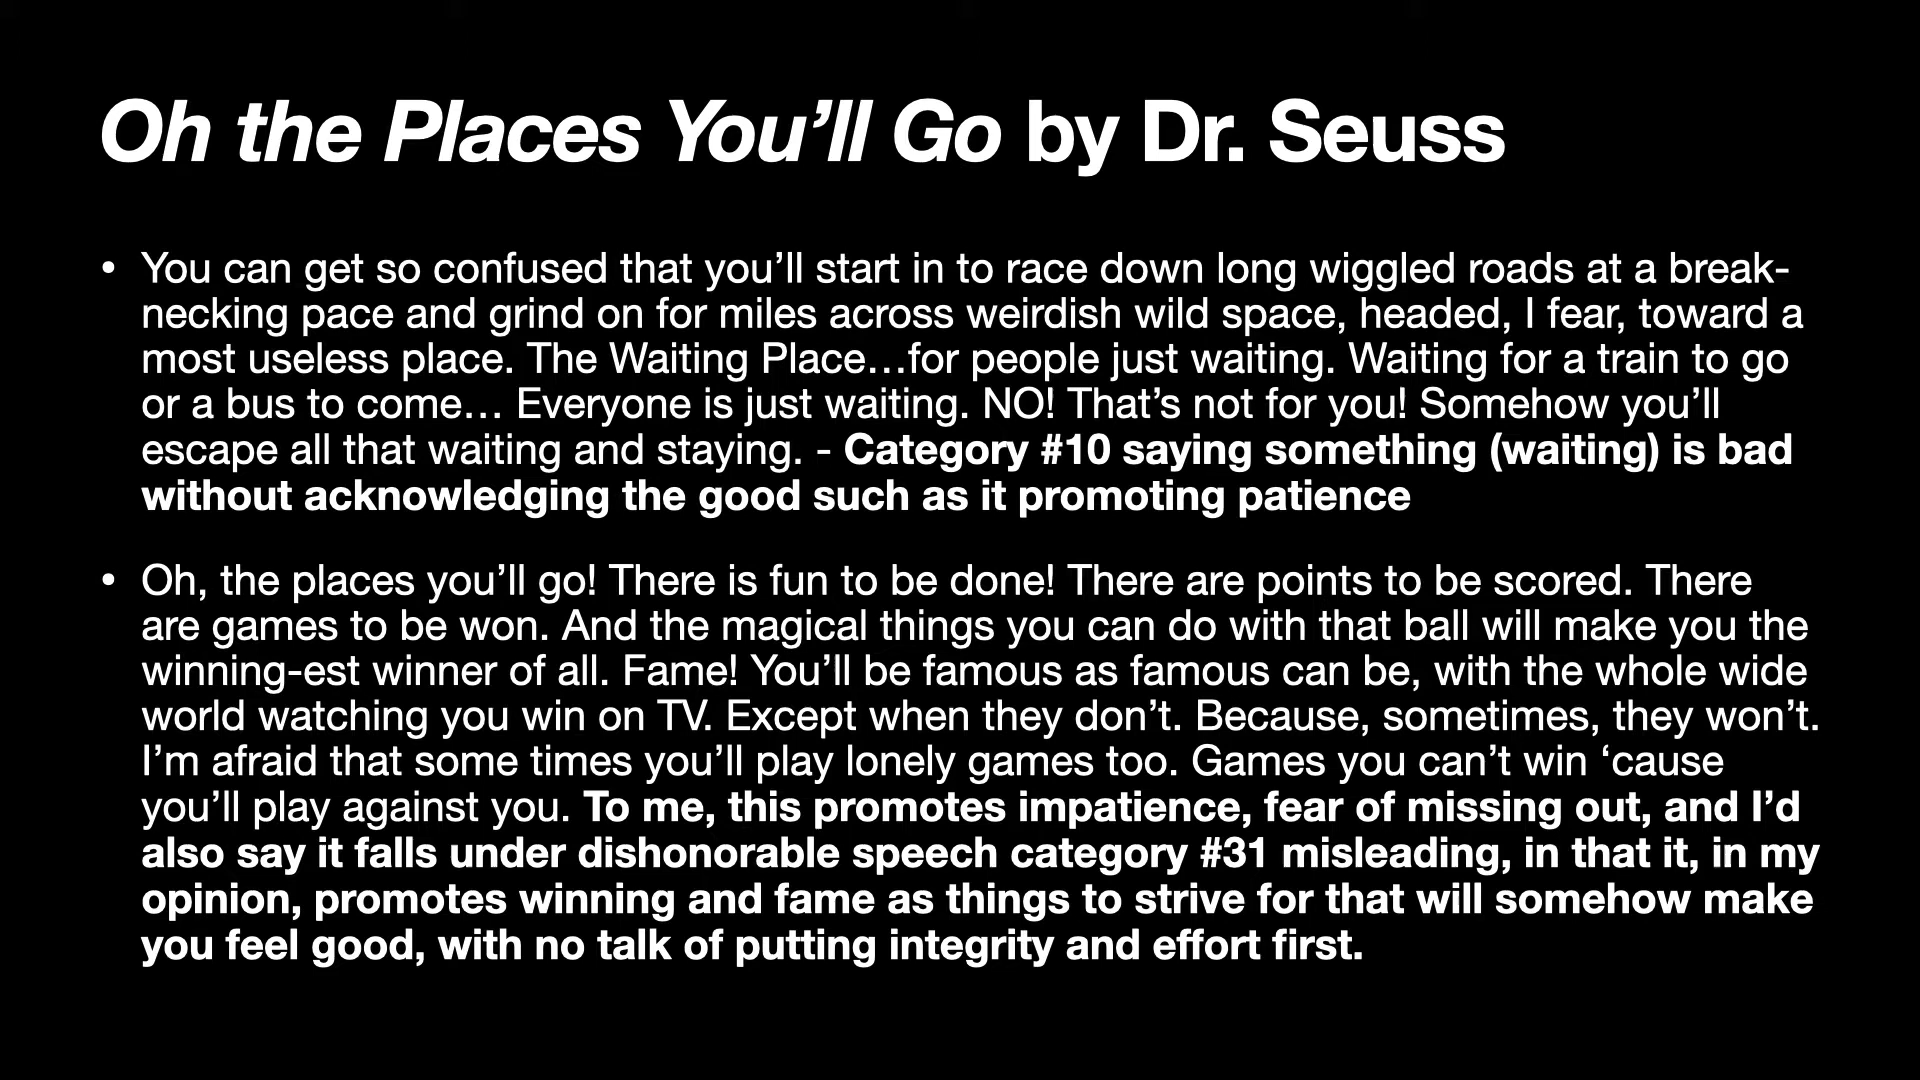 Oh the Places You’ll Go by Dr. Seuss
• You can get so confused that you’ll start in to race down long wiggled roads at a break-
necking pace and grind on for miles across weirdish wild space, headed, I fear, toward a
most useless place. The Waiting Place…for people just waiting. Waiting for a train to go
or a bus to come… Everyone is just waiting. NO! That’s not for you! Somehow you’ll
escape all that waiting and staying. - Category #10 saying something (waiting) is bad
without acknowledging the good such as it promoting patience
• Oh, the places you’ll go! There is fun to be done! There are points to be scored. There
are games to be won. And the magical things you can do with that ball will make you the
winning-est winner of all. Fame! You’ll be famous as famous can be, with the whole wide
world watching you win on TV. Except when they don’t. Because, sometimes, they won’t.
I’m afraid that some times you’ll play lonely games too. Games you can’t win ‘cause
you’ll play against you. To me, this promotes impatience, fear of missing out, and I’d
also say it falls under dishonorable speech category #31 misleading, in that it, in my
opinion, promotes winning and fame as things to strive for that will somehow make
you feel good, with no talk of putting integrity and effort first.